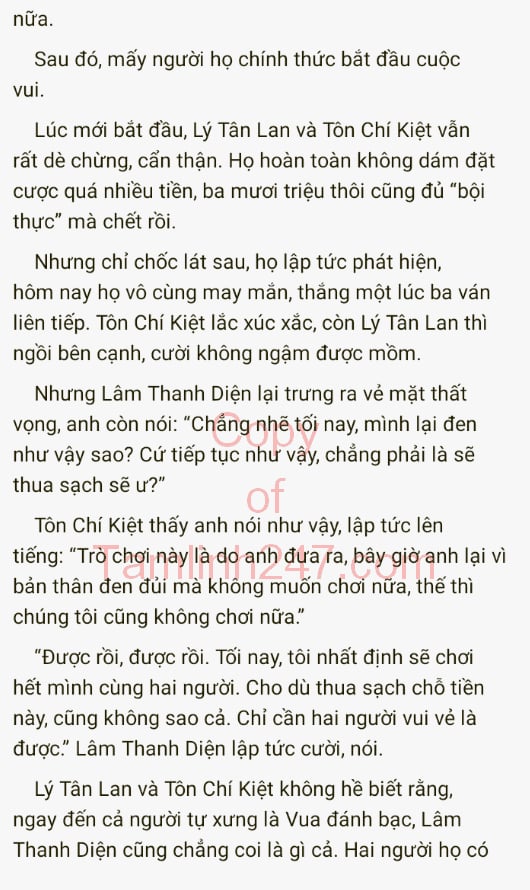 nữa.
Sau đó, mấy người họ chính thức bắt đầu cuộc
vui.
Lúc mới bắt đầu, Lý Tân Lan và Tôn Chí Kiệt vẫn
rất dè chừng, cẩn thận. Họ hoàn toàn không dám đặt
cược quá nhiều tiền, ba mươi triệu thôi cũng đủ “bội
thực” mà chết rồi.
Nhưng chỉ chốc lát sau, họ lập tức phát hiện,
hôm nay họ vô cùng may mắn, thắng một lúc ba ván
liên tiếp. Tôn Chí Kiệt lắc xúc xắc, còn Lý Tân Lan thì
ngồi bên cạnh, cười không ngậm được mồm.
Nhưng Lâm Thanh Diện lại trưng ra vẻ mặt thất
vọng, anh còn nói: “Chẳng nhẽ tối nay, mình lại đen
như vậy sao? Cứ tiếp tục như vậy, chẳng phải là sẽ
thua sạch sẽ ư?”
Tôn Chí Kiệt thấy anh nói như vậy, lập tức lên
tiếng: “Trò chơi này là do anh đưa ra, bây giờ anh lại vì
bản thân đen đủi mà không muốn chơi nữa, thế thì
chúng tôi cũng không chơi nữa.”
“Được rồi, được rồi. Tối nay, tôi nhất định sẽ chơi
hết mình cùng hai người. Cho dù thua sạch chỗ tiền
này, cũng không sao cả. Chỉ cần hai người vui vẻ là
được.” Lâm Thanh Diện lập tức cười, nói.
Lý Tân Lan và Tôn Chí Kiệt không hề biết rằng,
ngay đến cả người tự xưng là Vua đánh bạc, Lâm
Thanh Diện cũng chẳng coi là gì cả. Hai người họ có
Copy
of
Tamlinh247.com